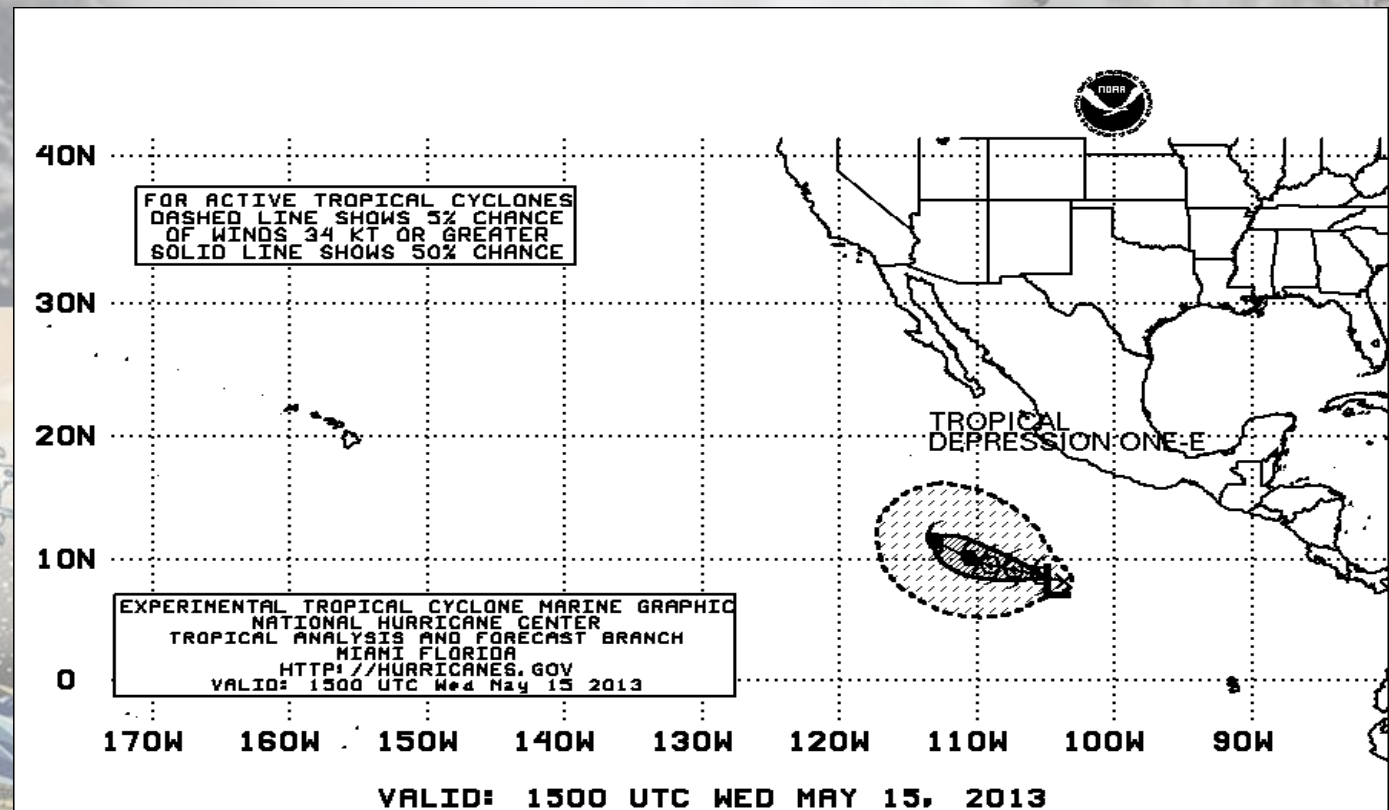 NOAA
40N
FOR ACTIVE TROPICAL CYCLONES
DASHED LINE SHOWS 5% CHANCE
OF WINDS 34 KT OR GREATER
SOLID LINE SHOWS 50% CHANCE
30N
TROPICAL
DEPRESSION ONE-E
20N
10N
EXPERIMENTAL TROPICAL CYCLONE MARINE GRAPHIC
NATIONAL HURRICANE CENTER
TROPICAL ANALYSIS AND FORECAST BRANCH
MIAMI FLORIDA
HTTP://HURRICANES.GOV
VALID: 1500 UTC Wed May 15 2013
0
170W 160W 150W 140W 130W 120W 110W 100W 90W
VALID: 1500 UTC WED MAY 15, 2013